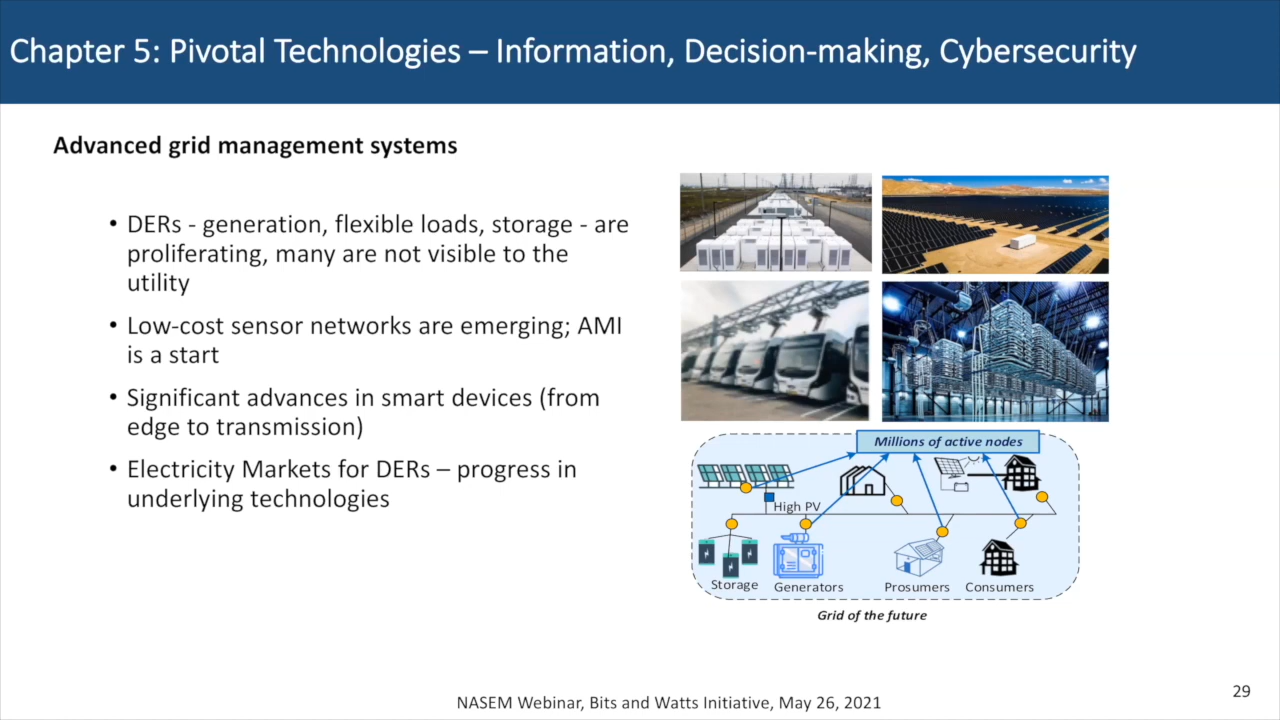 Chapter 5: Pivotal Technologies – Information, Decision-making, Cybersecurity
Advanced grid management systems
• DERs - generation, flexible loads, storage - are
proliferating, many are not visible to the
utility
• Low-cost sensor networks are emerging; AMI
is a start
• Significant advances in smart devices (from
edge to transmission)
• Electricity Markets for DERs – progress in
underlying technologies
Millions of active nodes
High PV
Storage
Generators
Prosumers
Consumers
Grid of the future
NASEM Webinar, Bits and Watts Initiative, May 26, 2021
29